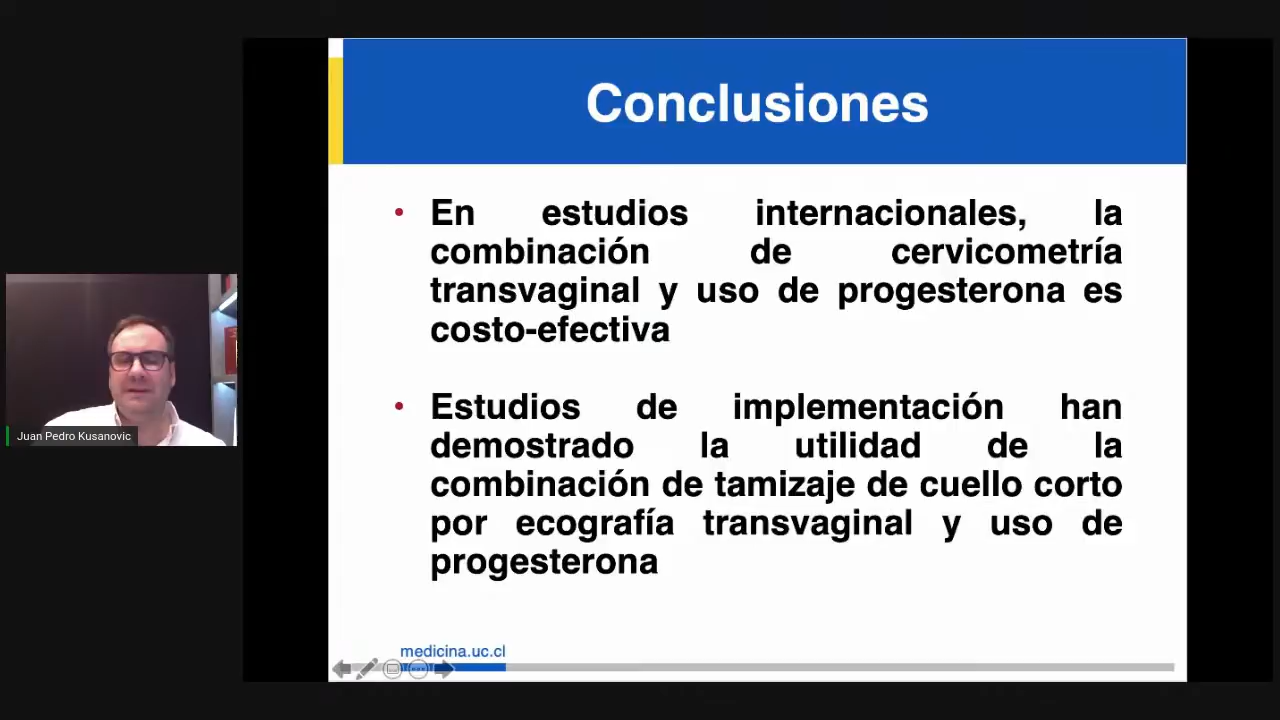 Conclusiones
• En estudios internacionales, la
combinación de cervicometría
transvaginal y uso de progesterona es
costo-efectiva
• Estudios de implementación han
demostrado la utilidad de la
combinación de tamizaje de cuello corto
por ecografía transvaginal y uso de
progesterona
Juan Pedro Kusanovic
medicina.uc.cl